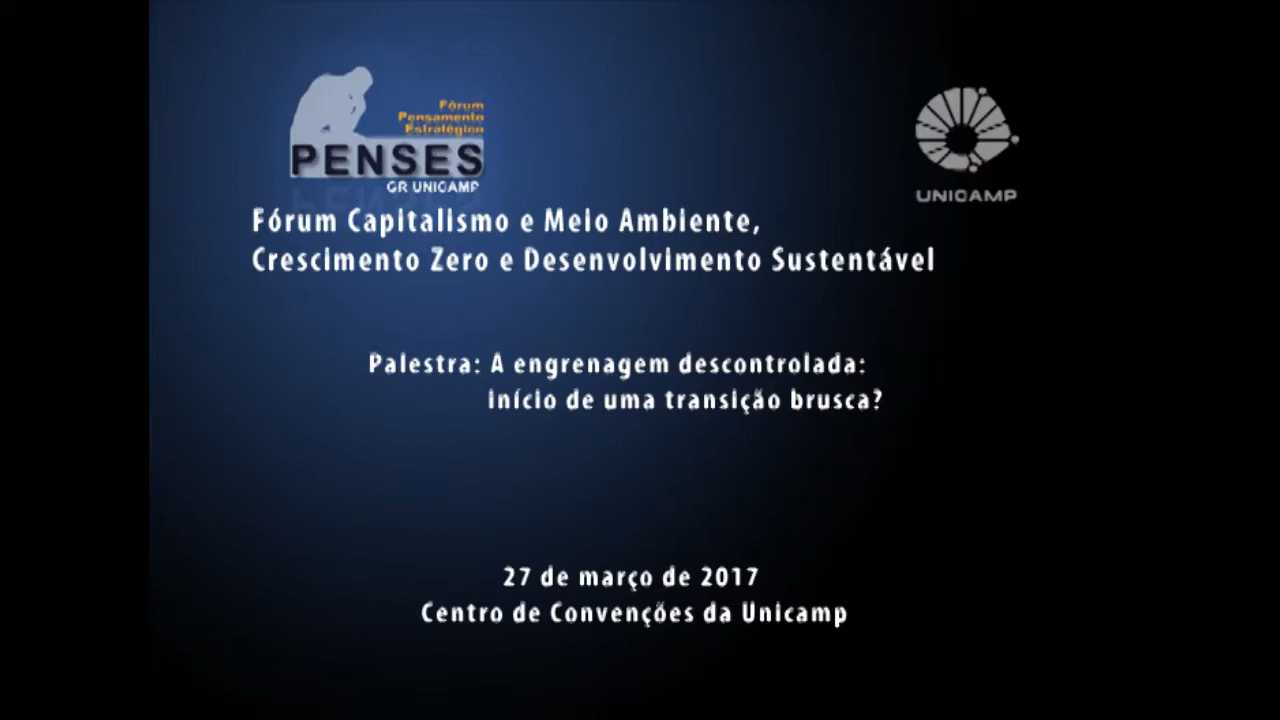 Fórum
Pensamento
Estratégico
PENSES
GR UNICAMP
UNICAMP
Fórum Capitalismo e Meio Ambiente,
Crescimento Zero e Desenvolvimento Sustentável
Palestra: A engrenagem descontrolada:
início de uma transição brusca?
27 de março de 2017
Centro de Convenções da Unicamp